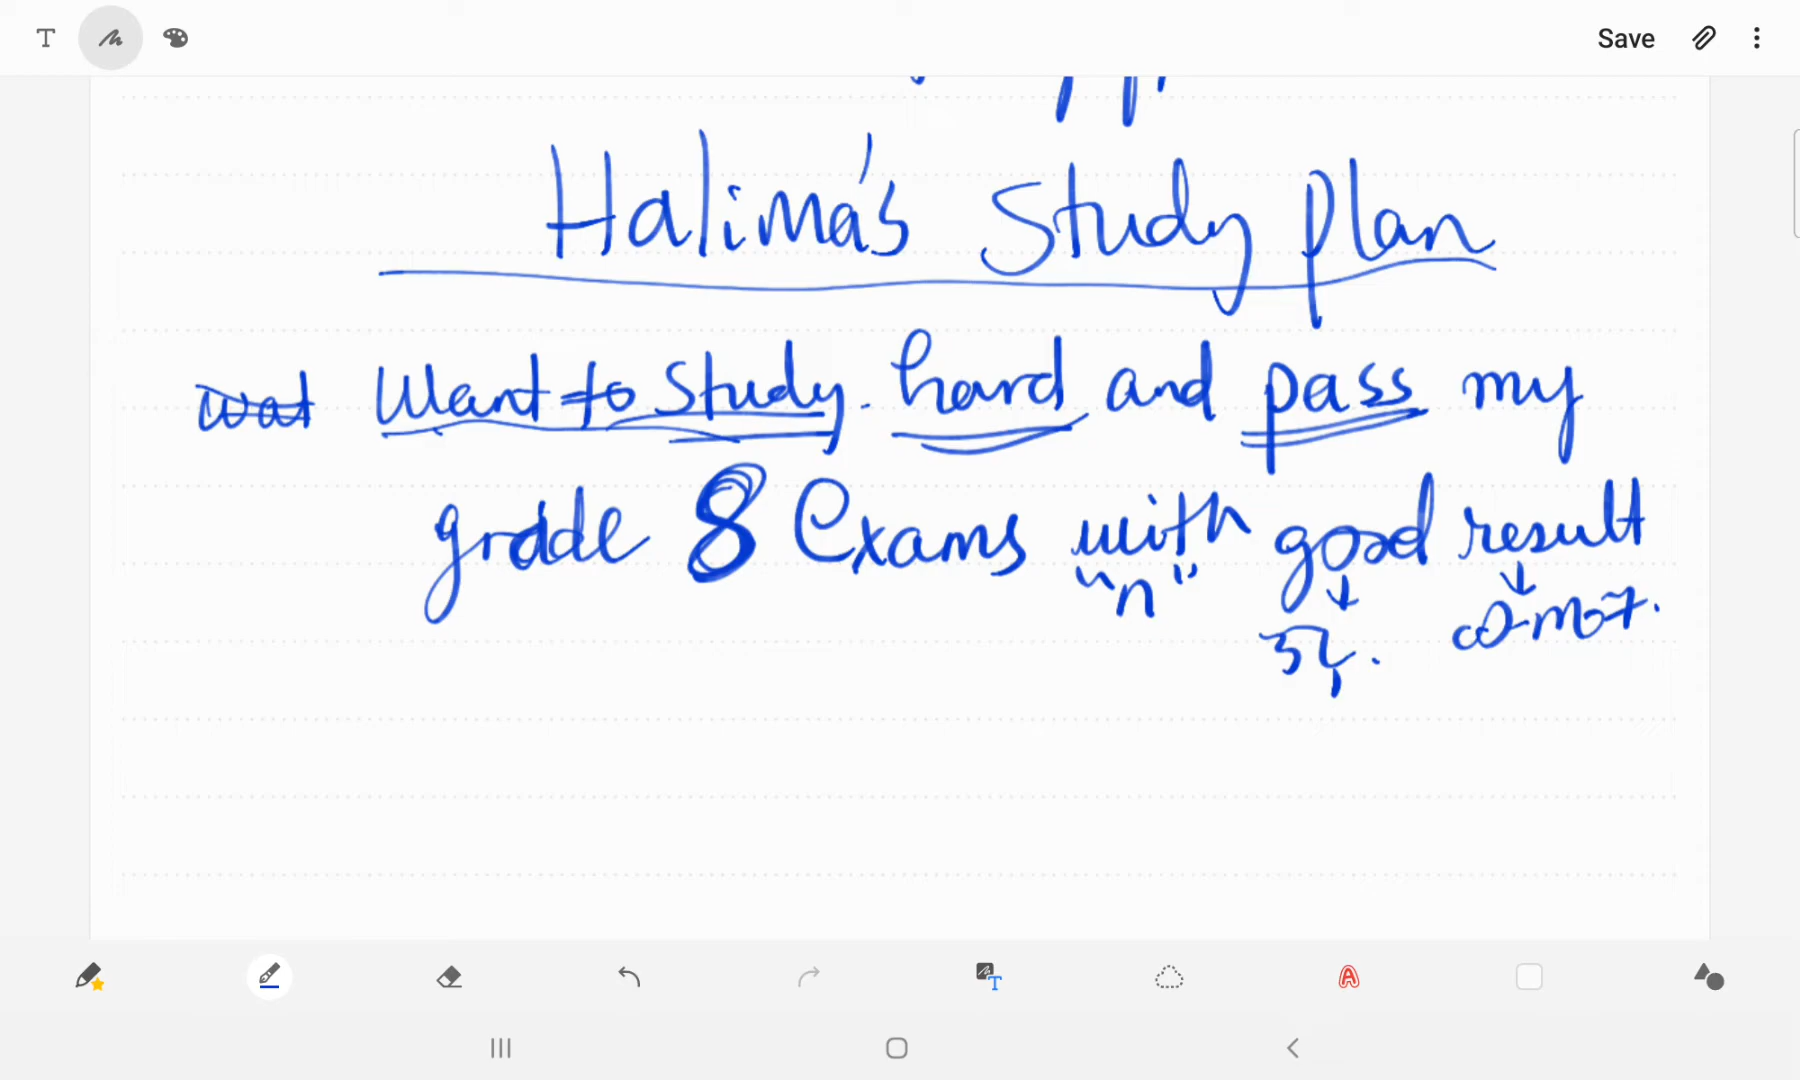 T Save
Halima's Study Plan
wat Want to study. hard and pass my
grade 8 Exams with good result
"n"
T A